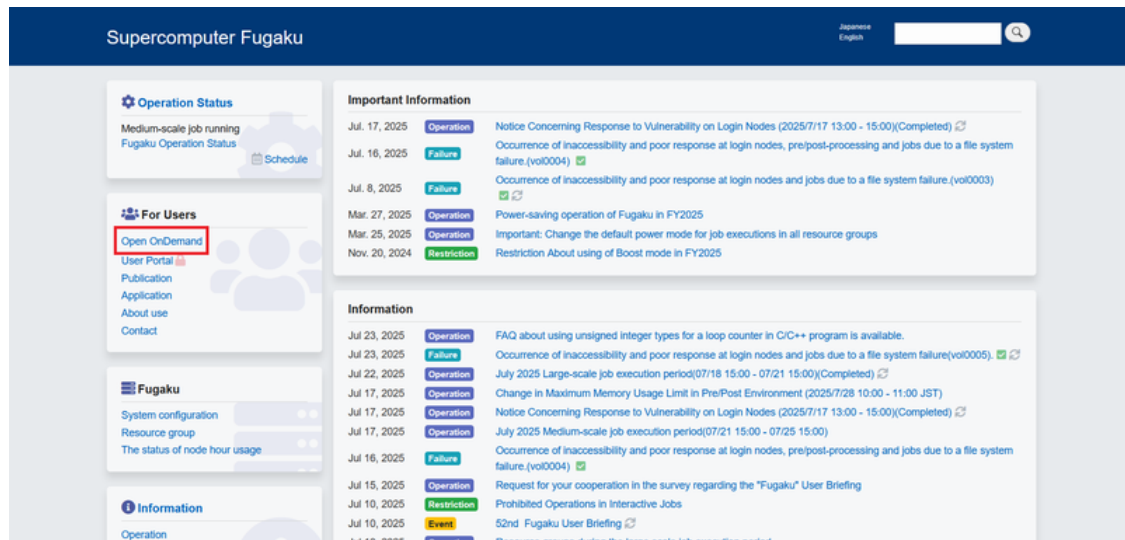 Supercomputer Fugaku
Japanese
English
Operation Status
Medium-scale job running
Fugaku Operation Status
Schedule
For Users
Open OnDemand
User Portal
Publication
Application
About use
Contact
Fugaku
System configuration
Resource group
The status of node hour usage
Information
Operation
Important Information
Jul. 17, 2025 Operation Notice Concerning Response to Vulnerability on Login Nodes (2025/7/17 13:00 - 15:00)(Completed)
Jul. 16, 2025 Failure Occurrence of inaccessibility and poor response at login nodes, pre/post-processing and jobs due to a file system
failure.(vol0004)
Jul. 8, 2025 Failure Occurrence of inaccessibility and poor response at login nodes and jobs due to a file system failure.(vol0003)
Mar. 27, 2025 Operation Power-saving operation of Fugaku in FY2025
Mar. 25, 2025 Operation Important: Change the default power mode for job executions in all resource groups
Nov. 20, 2024 Restriction Restriction About using of Boost mode in FY2025
Information
Jul 23, 2025 Operation FAQ about using unsigned integer types for a loop counter in C/C++ program is available.
Jul 23, 2025 Failure Occurrence of inaccessibility and poor response at login nodes and jobs due to a file system failure(vol0005).
Jul 22, 2025 Operation July 2025 Large-scale job execution period(07/18 15:00 - 07/21 15:00)(Completed)
Jul 17, 2025 Operation Change in Maximum Memory Usage Limit in Pre/Post Environment (2025/7/28 10:00 - 11:00 JST)
Jul 17, 2025 Operation Notice Concerning Response to Vulnerability on Login Nodes (2025/7/17 13:00 - 15:00)(Completed)
Jul 17, 2025 Operation July 2025 Medium-scale job execution period(07/21 15:00 - 07/25 15:00)
Jul 16, 2025 Failure Occurrence of inaccessibility and poor response at login nodes, pre/post-processing and jobs due to a file system
failure.(vol0004)
Jul 15, 2025 Operation Request for your cooperation in the survey regarding the "Fugaku" User Briefing
Jul 10, 2025 Restriction Prohibited Operations in Interactive Jobs
Jul 10, 2025 Event 52nd Fugaku User Briefing